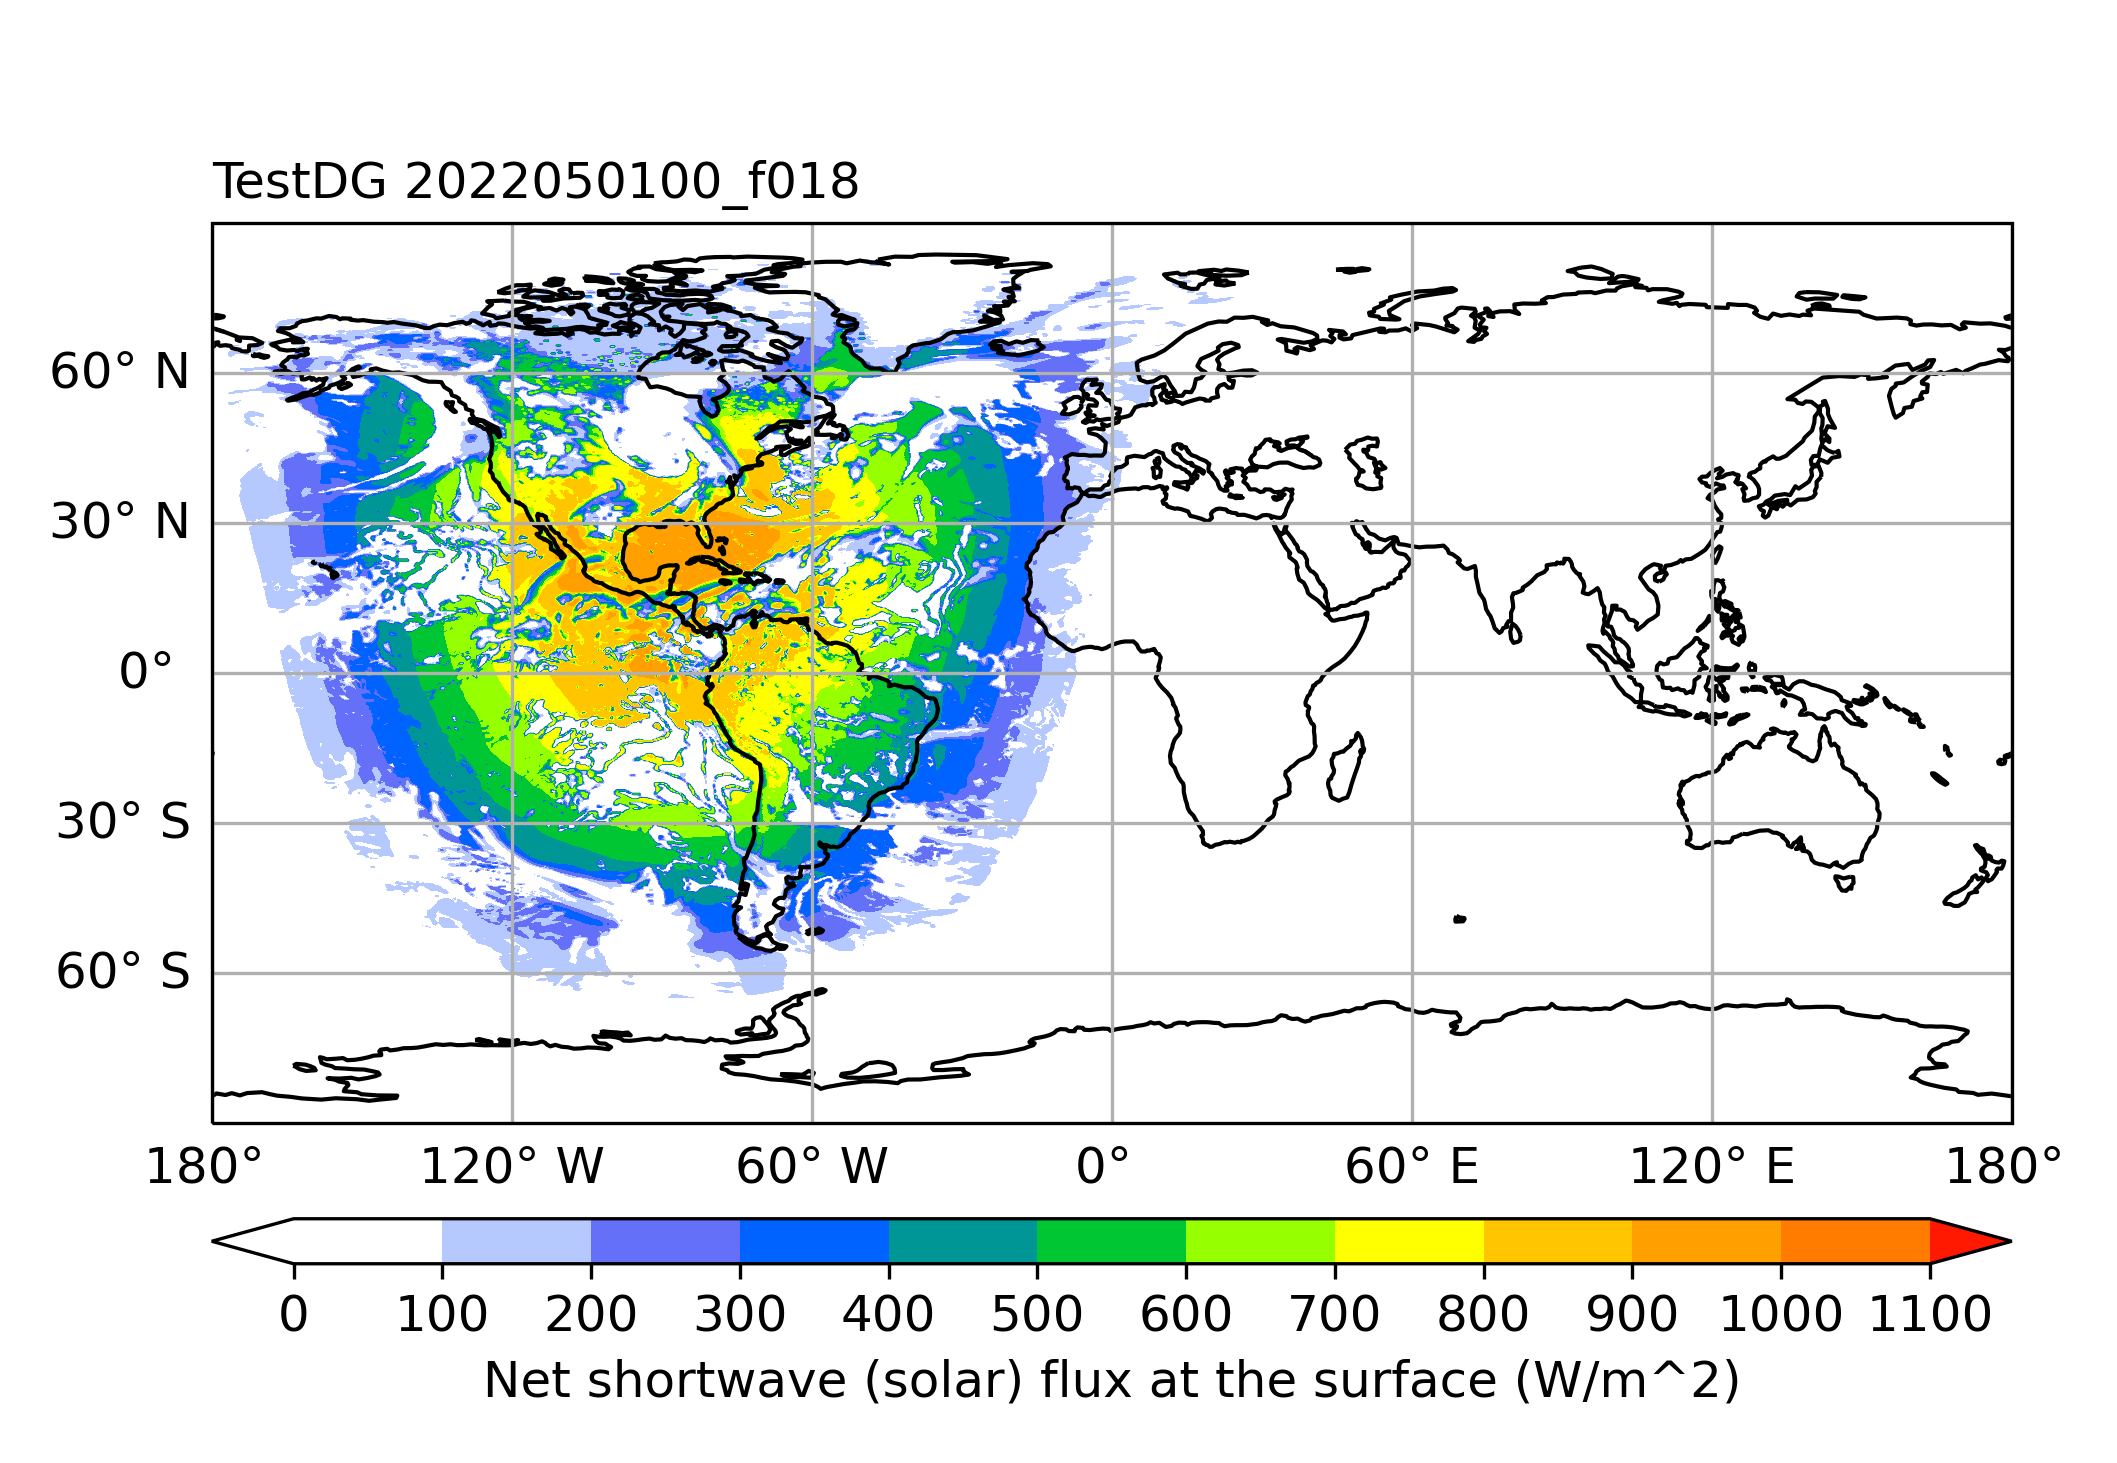 TestDG 2022050100_f018
60° N
30° N
0°
30° S
60° S
180° 120° W 60° W 0° 60° E 120° E 180°
0 100 200 300 400 500 600 700 800 900 1000 1100
Net shortwave (solar) flux at the surface (W/m^2)